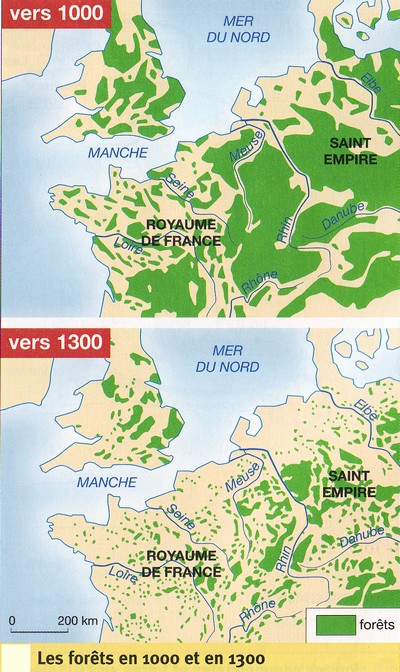 vers 1000
MER
DU NORD
Elbe
MANCHE
Meuse
SAINT
EMPIRE
Seine
ROYAUME
DE FRANCE
Loire
Rhin
Danube
Rhône
vers 1300
MER
DU NORD
Elbe
MANCHE
Meuse
SAINT
EMPIRE
Seine
ROYAUME
DE FRANCE
Loire
Rhin
Danube
Rhône
0 200 km
forêts
Les forêts en 1000 et en 1300